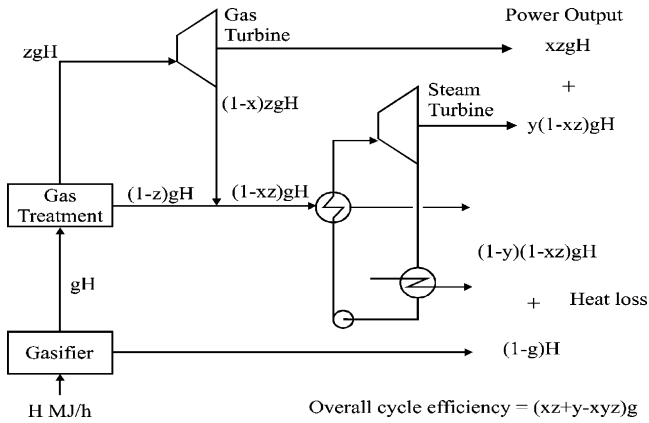 Gas
Turbine
Power Output
zgH
xzgH
+
Steam
Turbine
(1-x)zgH
y(1-xz)gH
Gas
Treatment
(1-z)gH
(1-xz)gH
(1-y)(1-xz)gH
gH
+
Heat loss
Gasifier
(1-g)H
H MJ/h
Overall cycle efficiency = (xz+y-xyz)g